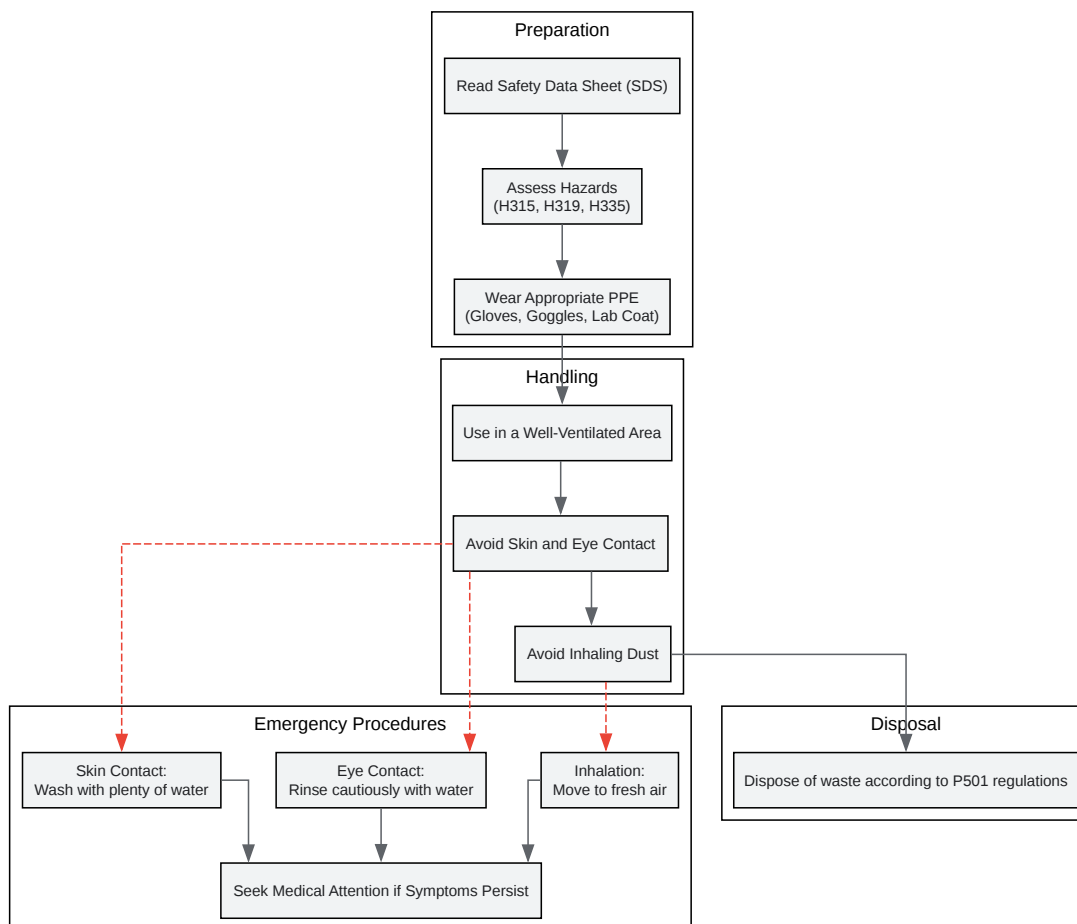 Preparation
Read Safety Data Sheet (SDS)
Assess Hazards
(H315, H319, H335)
Wear Appropriate PPE
(Gloves, Goggles, Lab Coat)
Handling
Use in a Well-Ventilated Area
Avoid Skin and Eye Contact
Avoid Inhaling Dust
Emergency Procedures
Skin Contact:
Wash with plenty of water
Eye Contact:
Rinse cautiously with water
Inhalation:
Move to fresh air
Seek Medical Attention if Symptoms Persist
Disposal
Dispose of waste according to P501 regulations